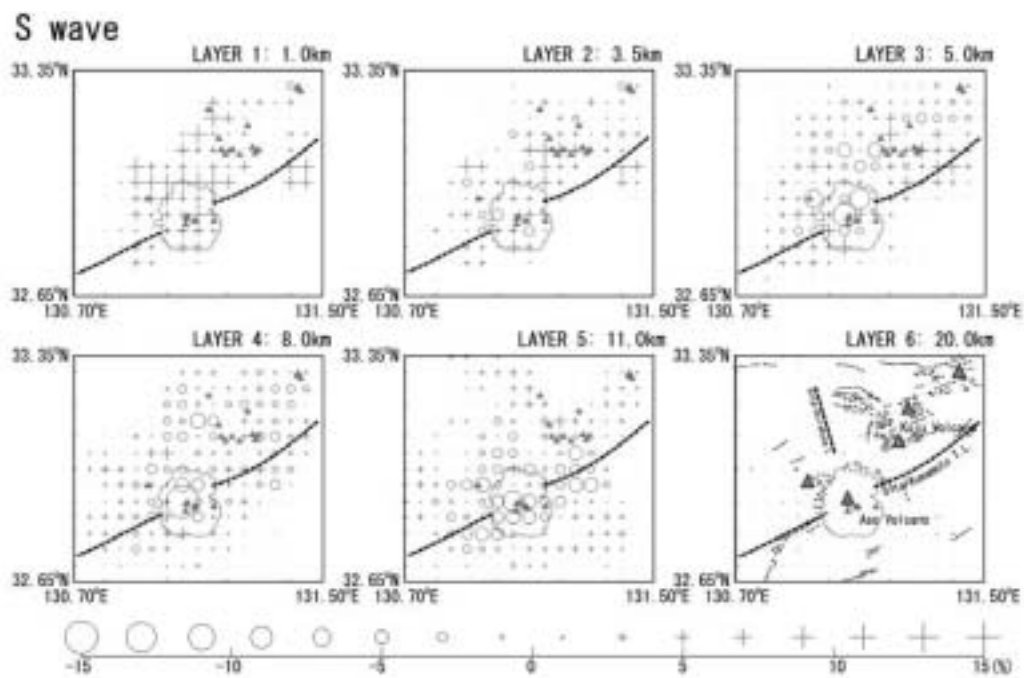 S wave
LAYER 1: 1.0km
LAYER 2: 3.5km
LAYER 3: 5.0km
33.35°N
33.35°N
33.35°N
32.65°N
32.65°N
32.65°N
130.70°E
131.50°E
130.70°E
131.50°E
130.70°E
131.50°E
LAYER 4: 8.0km
LAYER 5: 11.0km
LAYER 6: 20.0km
33.35°N
33.35°N
33.35°N
Kuju Volcano
I.L.
Aso Volcano
32.65°N
32.65°N
32.65°N
130.70°E
131.50°E
130.70°E
131.50°E
130.70°E
131.50°E
-15
-10
-5
0
5
10
15(%)